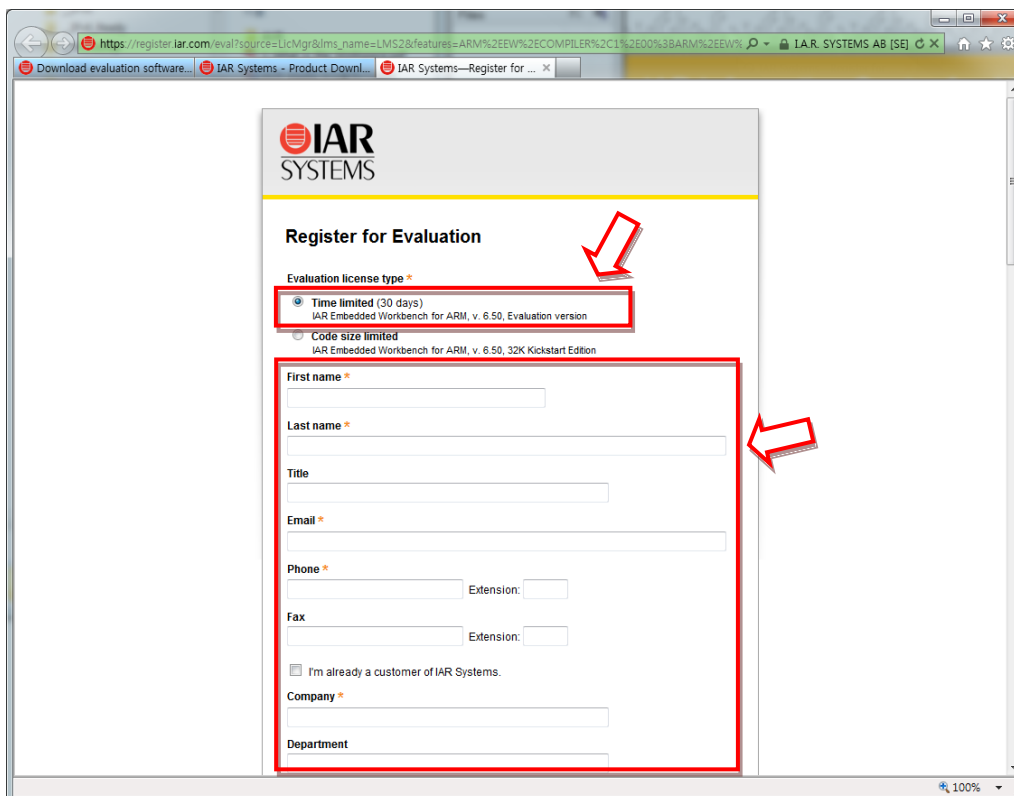 https://register.iar.com/eval?source=LicMgr&lms_name=LMS2&features=ARM%2EEW%2ECOMPILER%2C1%2E00%3BARM%2EEW%
I.A.R. SYSTEMS AB [SE]
Download evaluation software...
IAR Systems - Product Downl...
IAR Systems—Register for ...
IAR
SYSTEMS
Register for Evaluation
Evaluation license type *
Time limited (30 days)
IAR Embedded Workbench for ARM, v. 6.50, Evaluation version
Code size limited
IAR Embedded Workbench for ARM, v. 6.50, 32K Kickstart Edition
First name *
Last name *
Title
Email *
Phone *
Extension:
Fax
Extension:
I'm already a customer of IAR Systems.
Company *
Department
100%